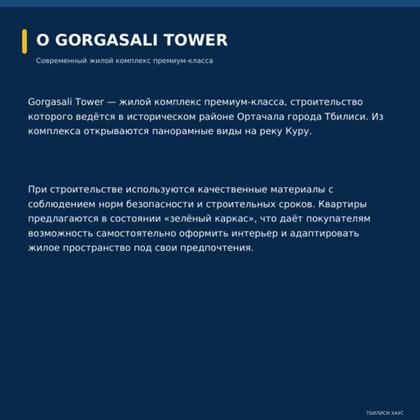 О GORGASALI TOWER
Современный жилой комплекс премиум-класса
Gorgasali Tower — жилой комплекс премиум-класса, строительство
которого ведётся в историческом районе Ортачала города Тбилиси. Из
комплекса открываются панорамные виды на реку Куру.
При строительстве используются качественные материалы с
соблюдением норм безопасности и строительных сроков. Квартиры
предлагаются в состоянии «зелёный каркас», что даёт покупателям
возможность самостоятельно оформить интерьер и адаптировать
жилое пространство под свои предпочтения.
ТБИЛИСИ ХАУС